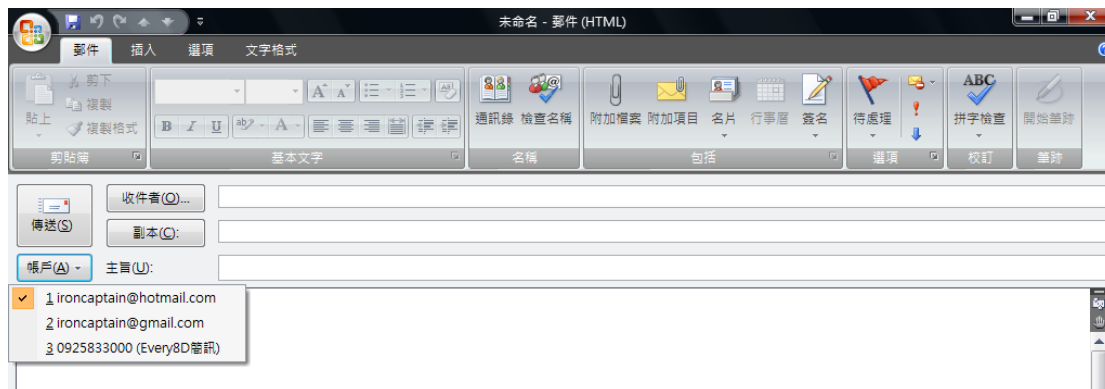 未命名 - 郵件 (HTML)
郵件 插入 選項 文字格式
剪下
複製
複製格式
貼上
剪貼簿
B I U ab A
基本文字
通訊錄 檢查名稱
名稱
附加檔案 附加項目 名片 行事曆 簽名
包括
待處理
選項
ABC
拼字檢查
校訂
開始筆跡
筆跡
傳送(S)
收件者(O)...
副本(C):
帳戶(A) 主旨(U):
1 ironcaptain@hotmail.com
2 ironcaptain@gmail.com
3 0925833000 (Every8D簡訊)